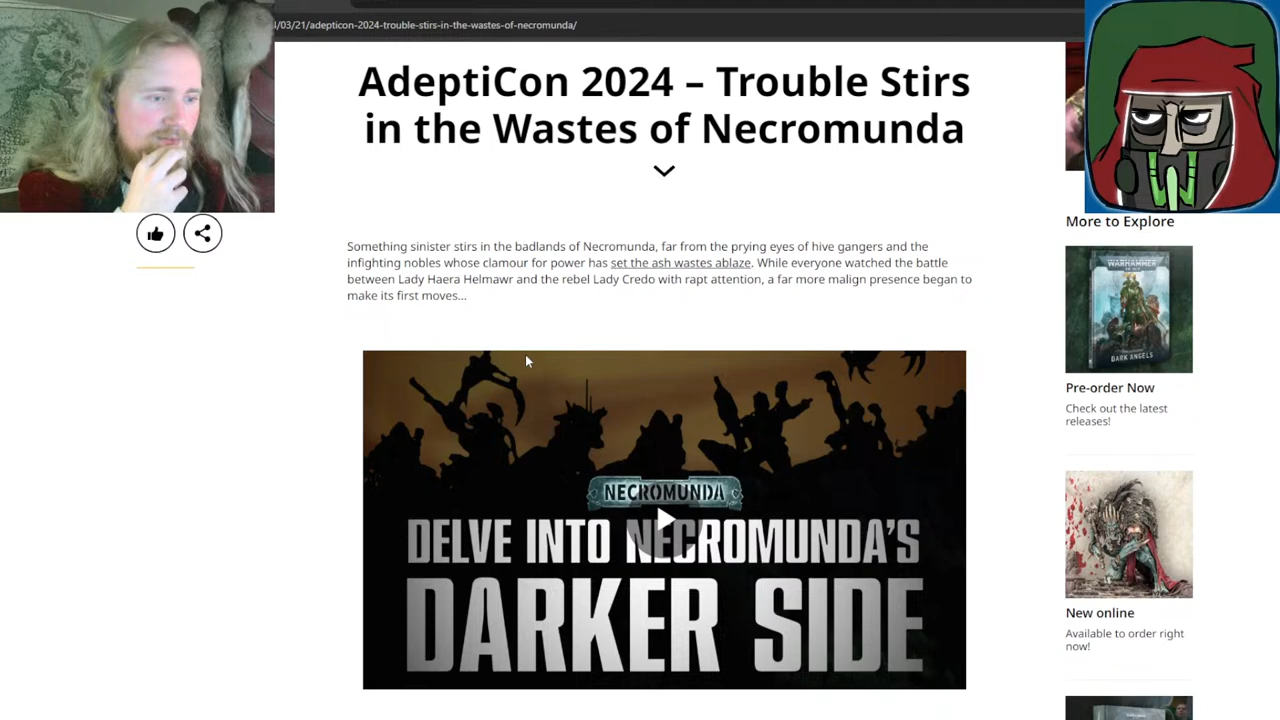 4/03/21/adepticon-2024-trouble-stirs-in-the-wastes-of-necromunda/
AdeptiCon 2024 – Trouble Stirs
in the Wastes of Necromunda
Something sinister stirs in the badlands of Necromunda, far from the prying eyes of hive gangers and the
infighting nobles whose clamour for power has set the ash wastes ablaze. While everyone watched the battle
between Lady Haera Helmawr and the rebel Lady Credo with rapt attention, a far more malign presence began to
make its first moves…
NECROMUNDA
DELVE INTO NECROMUNDA'S
DARKER SIDE
More to Explore
WARHAMMER
DARK ANGELS
Pre-order Now
Check out the latest
releases!
New online
Available to order right
now!